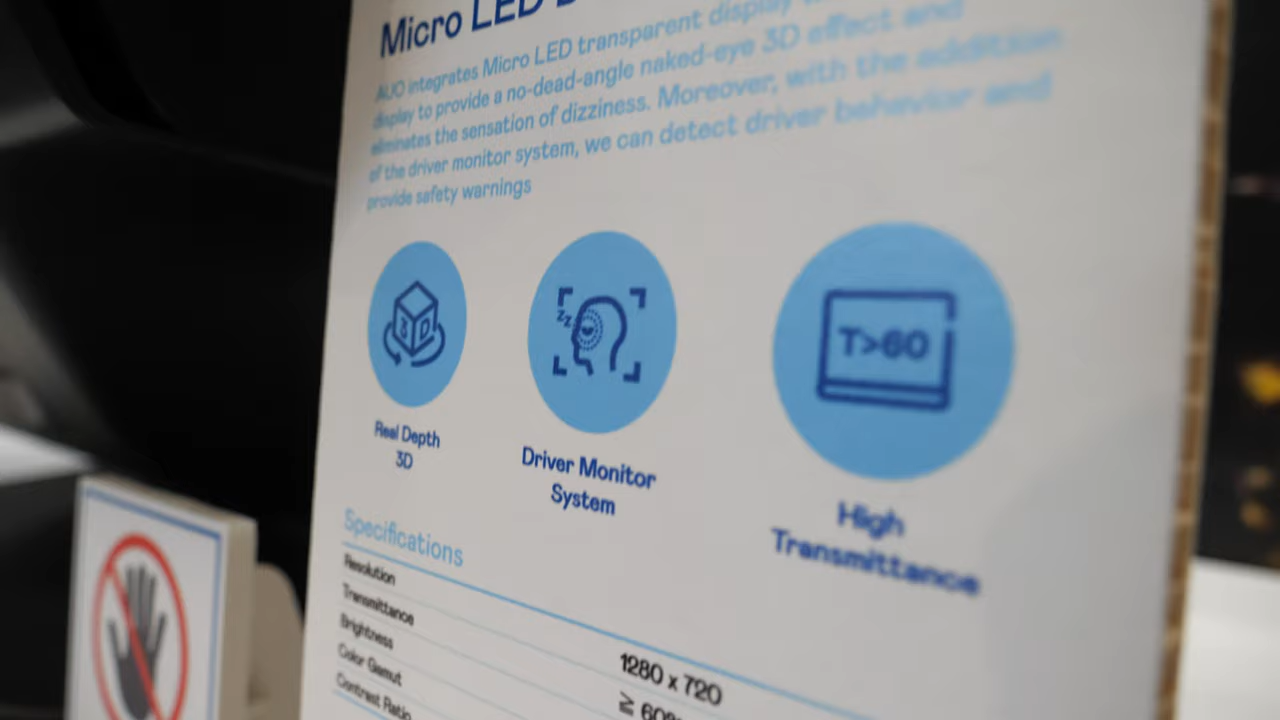 Micro LED
AUO integrates Micro LED transparent display
display to provide a no-dead-angle naked-eye 3D effect and
eliminates the sensation of dizziness. Moreover, with the addition
of the driver monitor system, we can detect driver behavior and
provide safety warnings
3D
zz
T>60
Real Depth
3D
Driver Monitor
System
High
Transmittance
Specifications
Resolution
1280 x 720
Transmittance
≥ 60%
Brightness
Color Gamut
Contrast Ratio